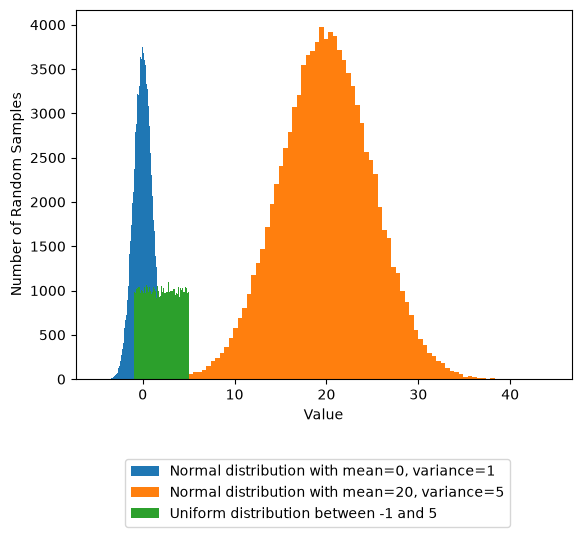 4000
3500
3000
2500
2000
1500
1000
500
0
Number of Random Samples
0 10 20 30 40
Value
Normal distribution with mean=0, variance=1
Normal distribution with mean=20, variance=5
Uniform distribution between -1 and 5